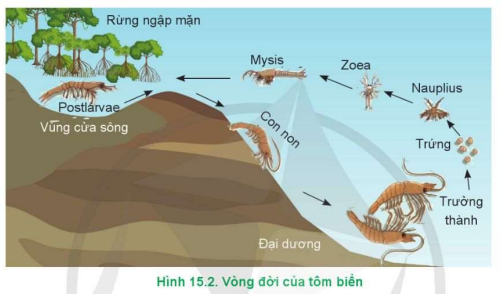 Rừng ngập mặn
Mysis
Zoea
Nauplius
Postlarvae
Vùng cửa sông
Con non
Trứng
Trưởng
thành
Đại dương
Hình 15.2. Vòng đời của tôm biển